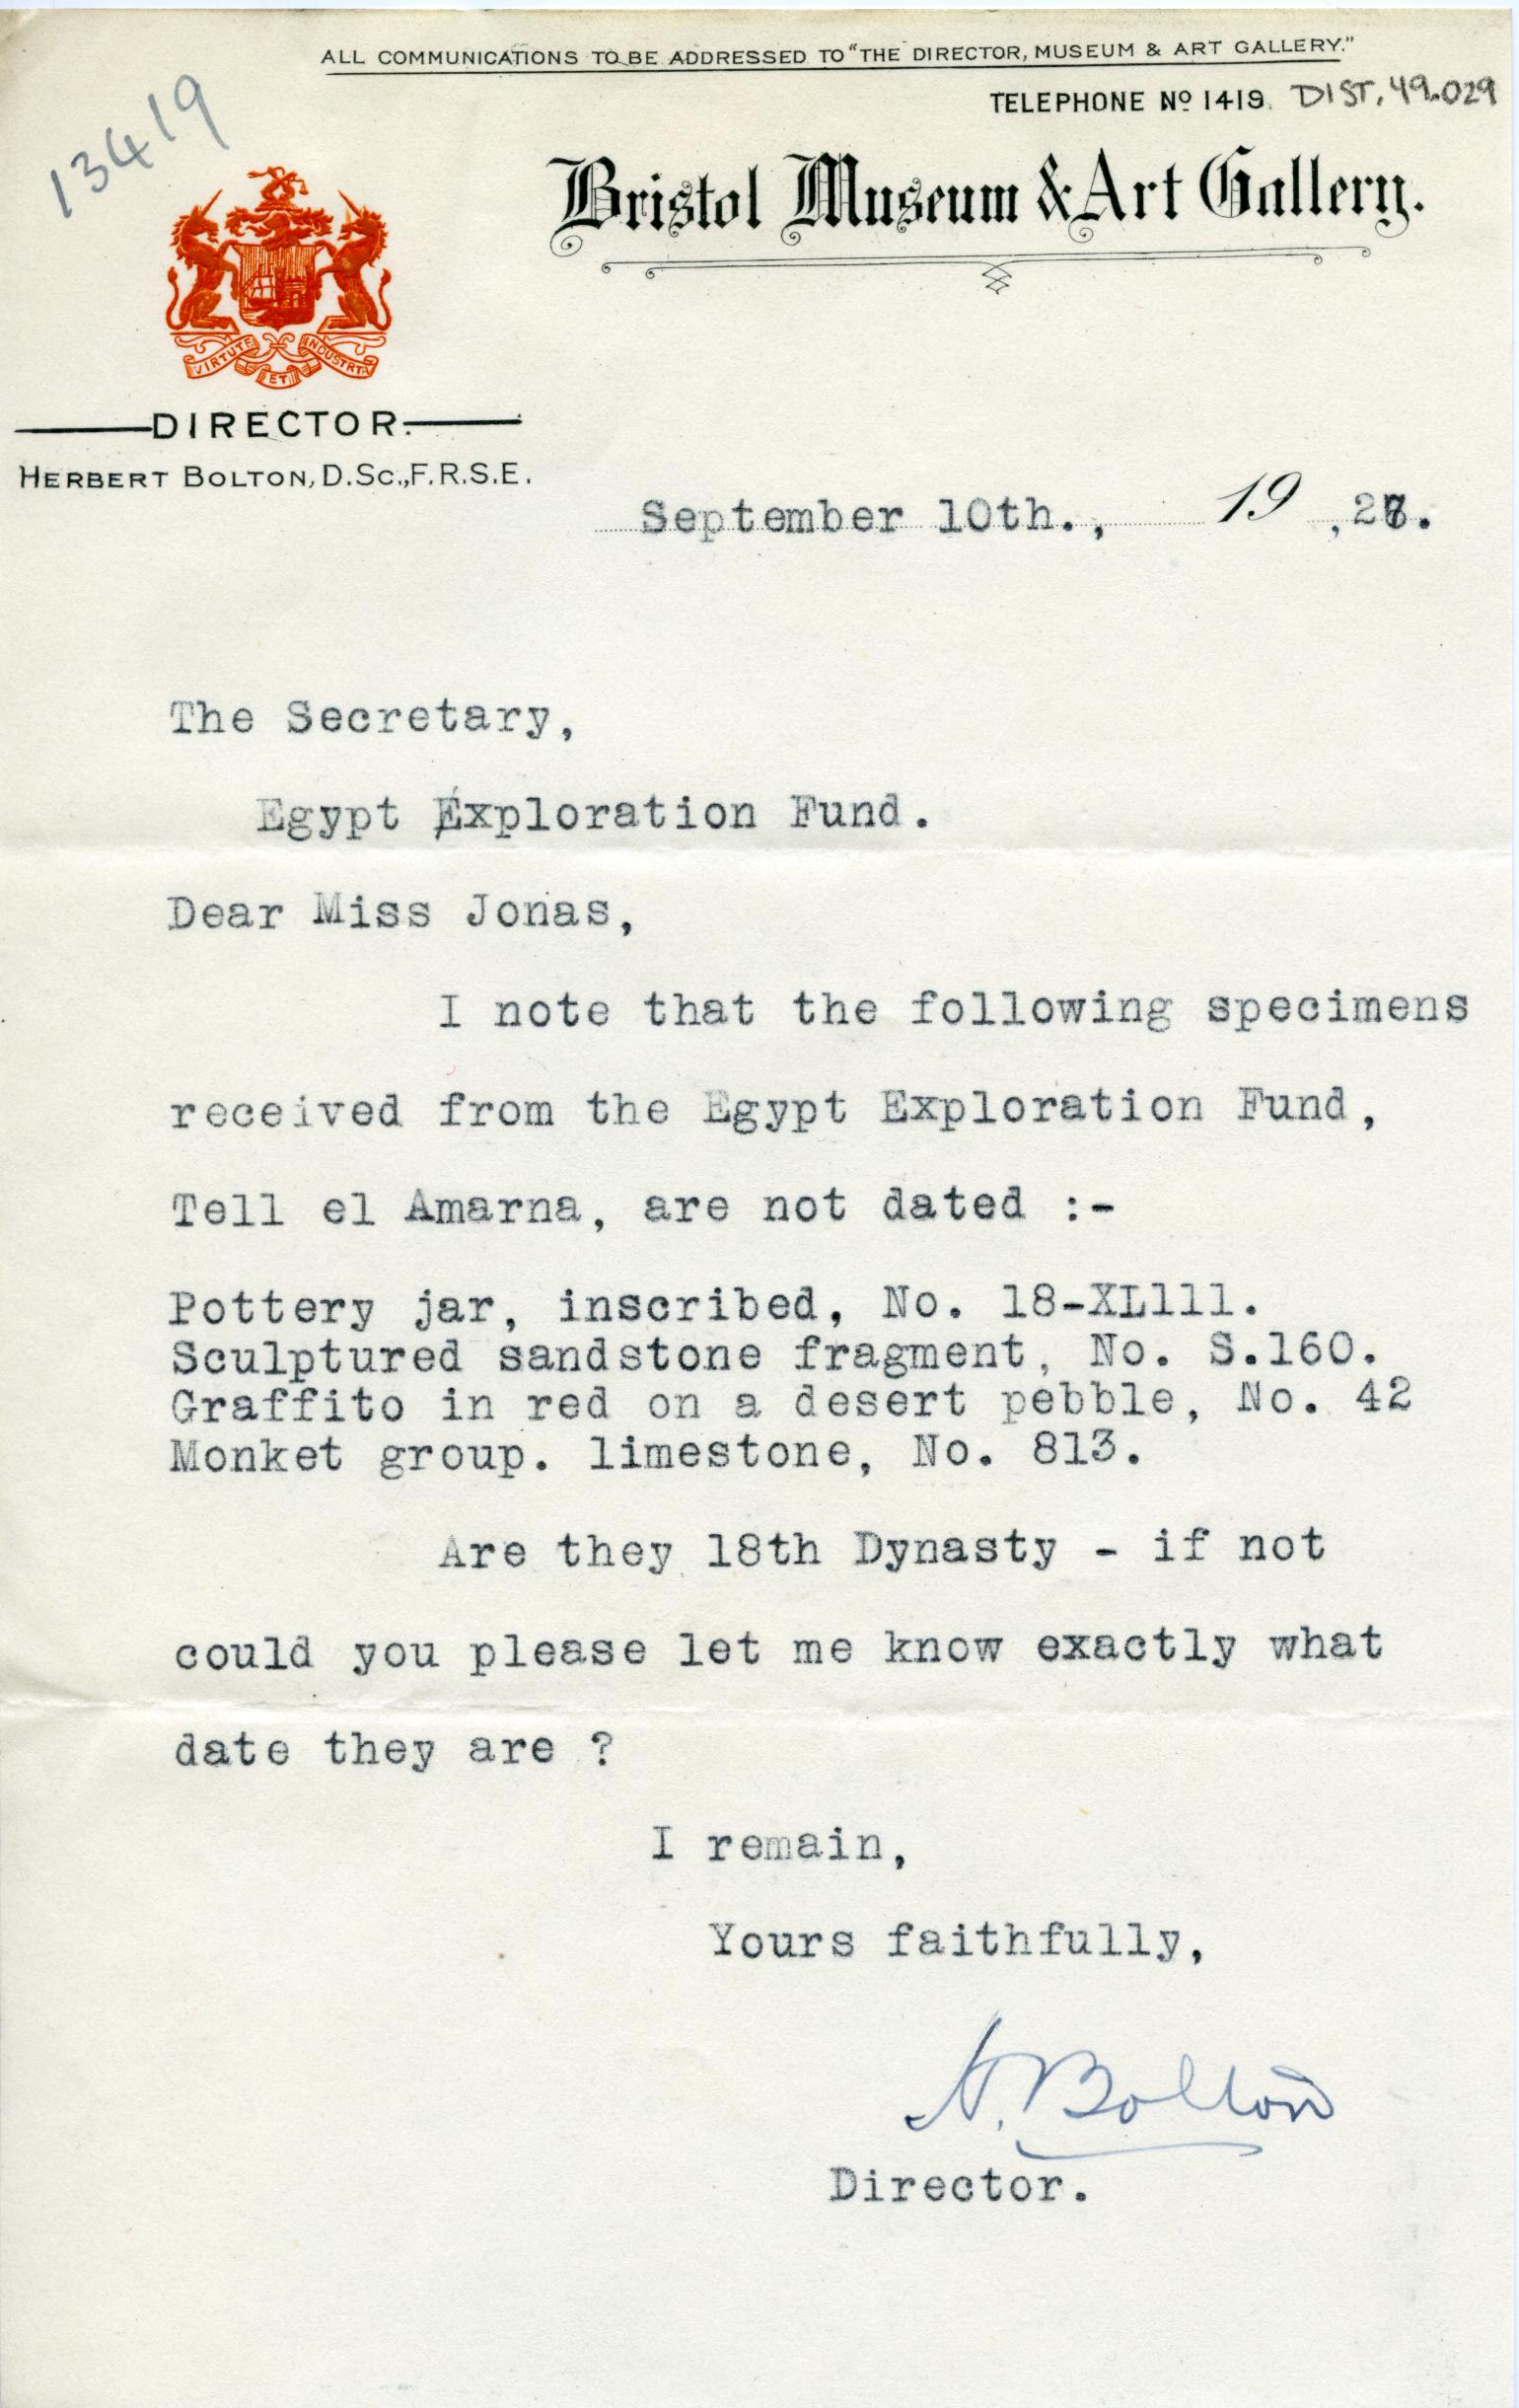 ALL COMMUNICATIONS TO BE ADDRESSED TO "THE DIRECTOR, MUSEUM & ART GALLERY."
TELEPHONE Nº 1419. DIST. 49.029
13419
Bristol Museum & Art Gallery.
VIRTUTE ET INDUSTRIA
DIRECTOR.
HERBERT BOLTON, D.Sc., F.R.S.E.
September 10th., 19
The Secretary,
Egypt Exploration Fund.
Dear Miss Jonas,
I note that the following specimens
received from the Egypt Exploration Fund,
Tell el Amarna, are not dated :-
Pottery jar, inscribed, No. 18-XLlll.
Sculptured sandstone fragment, No. S.160.
Graffito in red on a desert pebble, No. 42
Monket group. limestone, No. 813.
Are they 18th Dynasty - if not
could you please let me know exactly what
date they are ?
I remain,
Yours faithfully,
H. Bolton
Director.